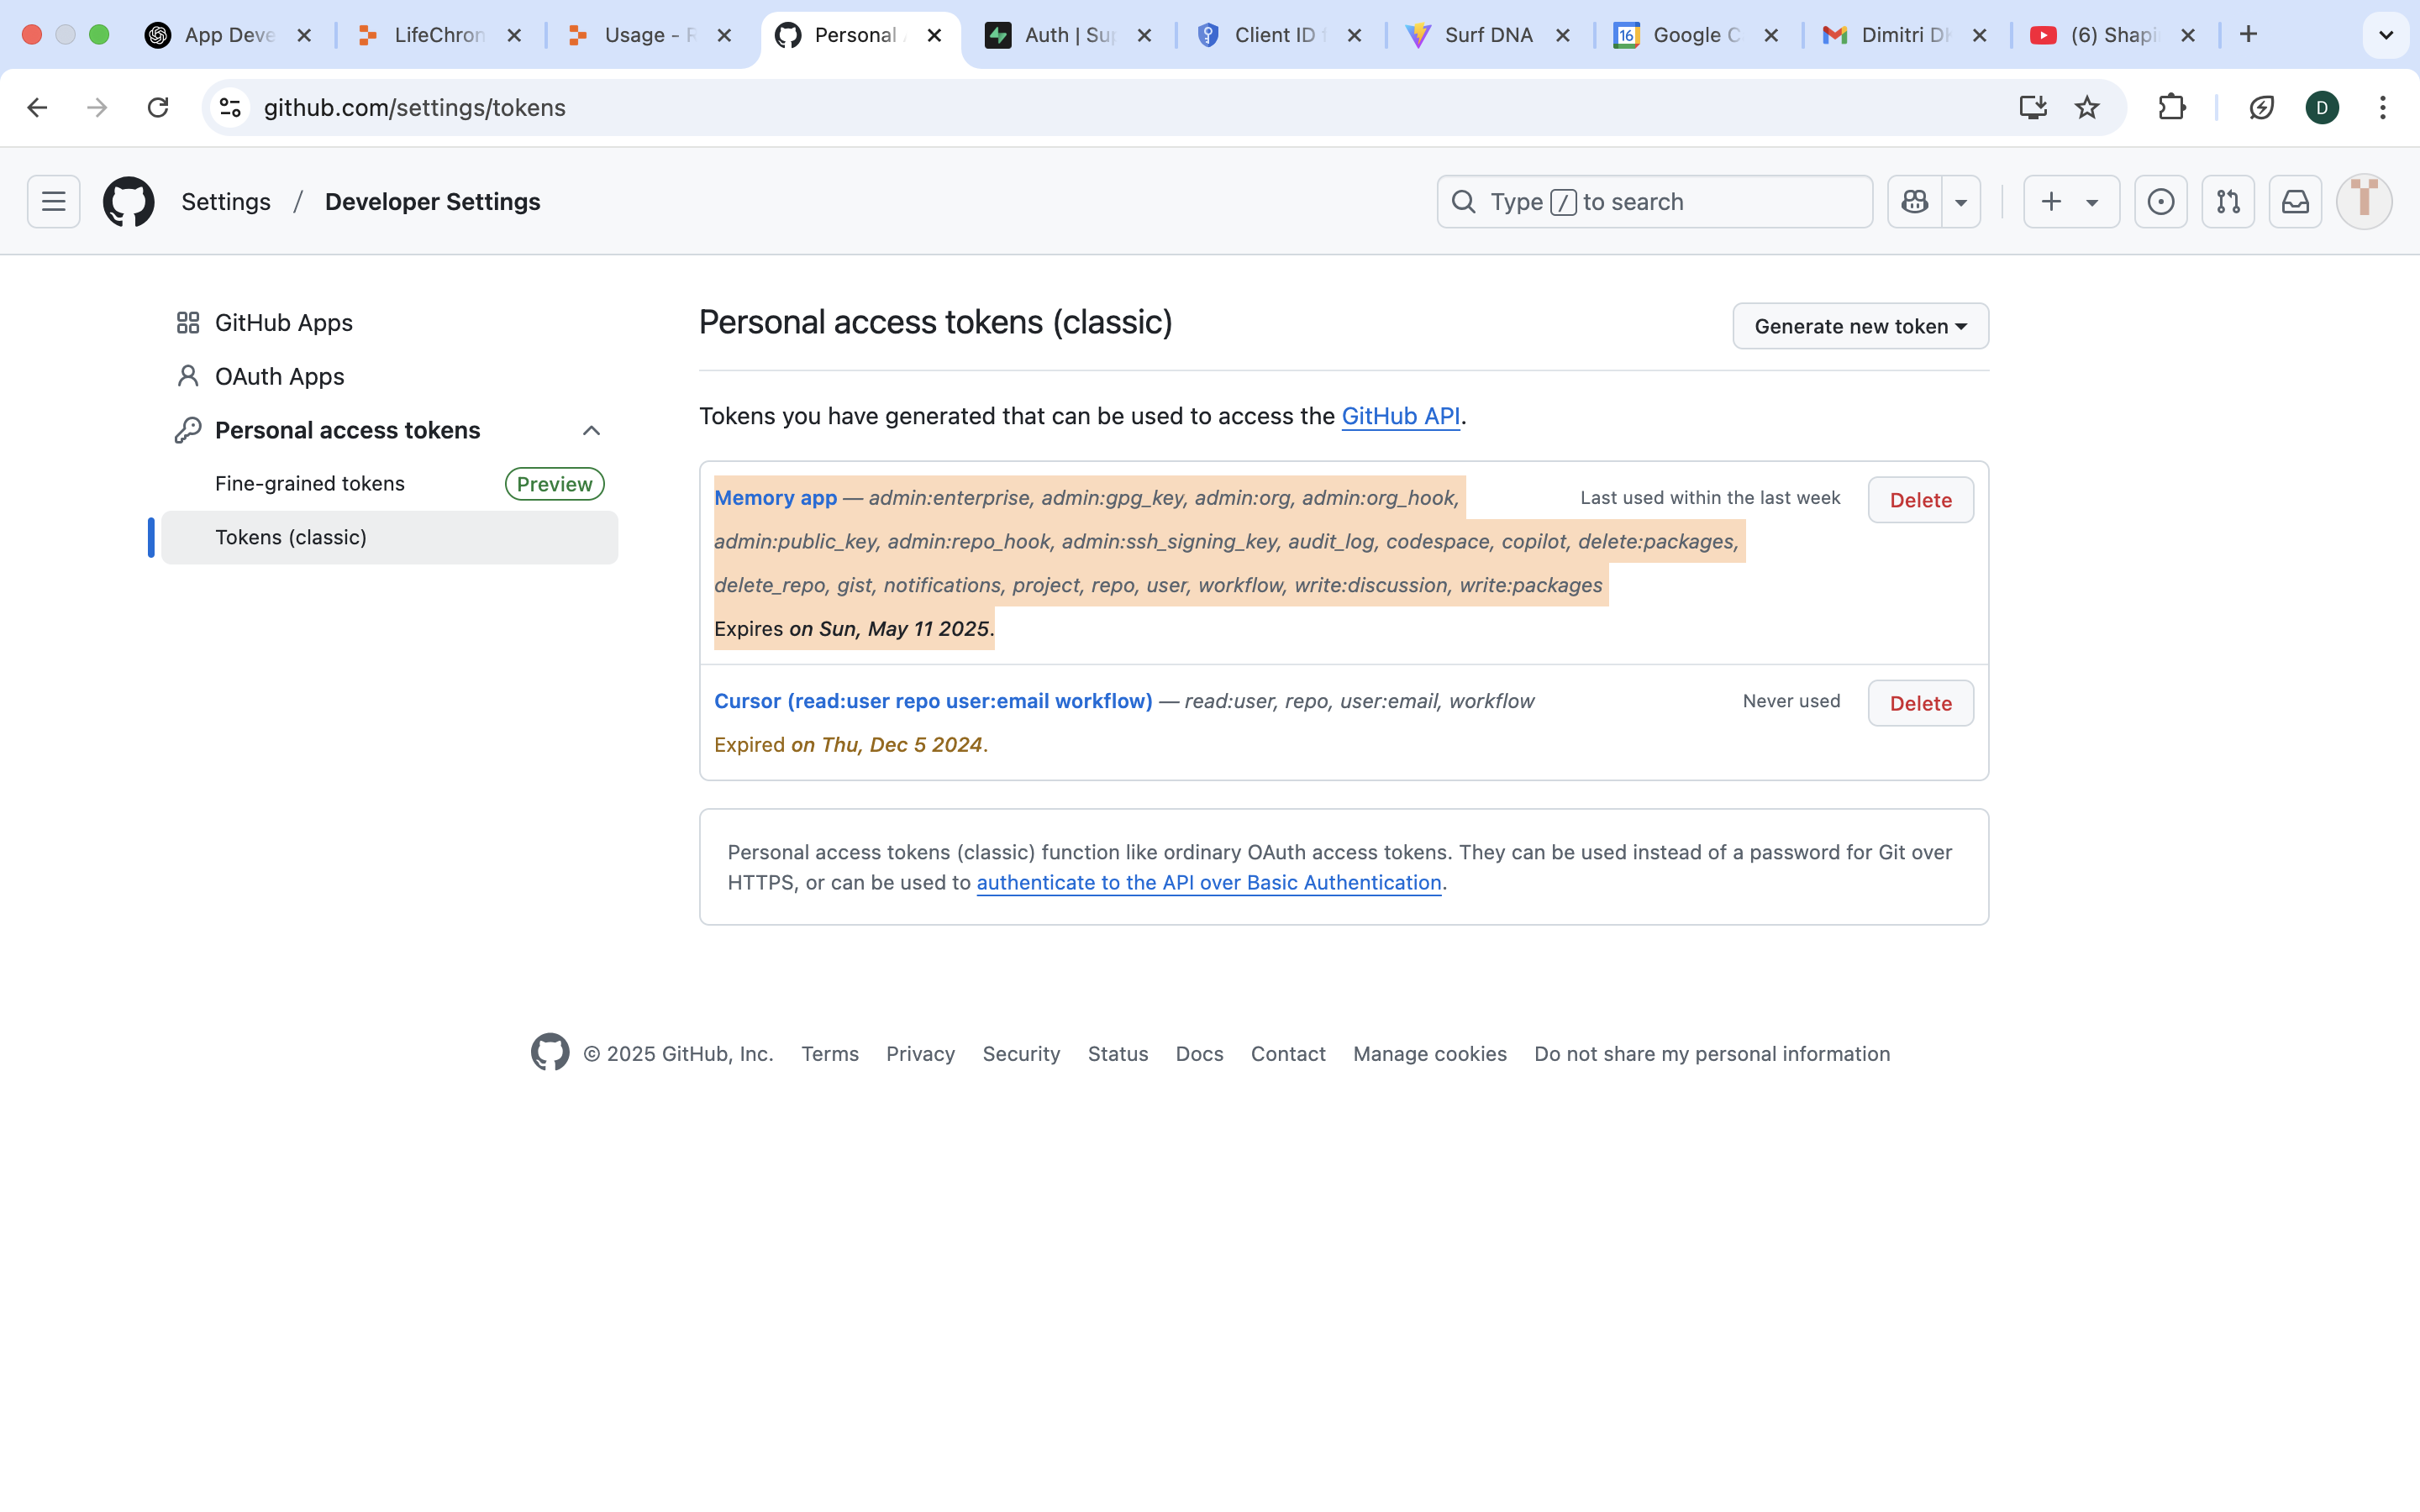 App Deve
LifeChron
Usage - R
Personal
Auth | Sup
Client ID f
Surf DNA
16
Google C
Dimitri DH
(6) Shapi
github.com/settings/tokens
D
Settings / Developer Settings
Type / to search
GitHub Apps
OAuth Apps
Personal access tokens
Fine-grained tokens
Preview
Tokens (classic)
Personal access tokens (classic)
Generate new token
Tokens you have generated that can be used to access the GitHub API.
Memory app — admin:enterprise, admin:gpg_key, admin:org, admin:org_hook,
admin:public_key, admin:repo_hook, admin:ssh_signing_key, audit_log, codespace, copilot, delete:packages,
delete_repo, gist, notifications, project, repo, user, workflow, write:discussion, write:packages
Expires on Sun, May 11 2025.
Last used within the last week
Delete
Cursor (read:user repo user:email workflow) — read:user, repo, user:email, workflow
Expired on Thu, Dec 5 2024.
Never used
Delete
Personal access tokens (classic) function like ordinary OAuth access tokens. They can be used instead of a password for Git over
HTTPS, or can be used to authenticate to the API over Basic Authentication.
© 2025 GitHub, Inc. Terms Privacy Security Status Docs Contact Manage cookies Do not share my personal information